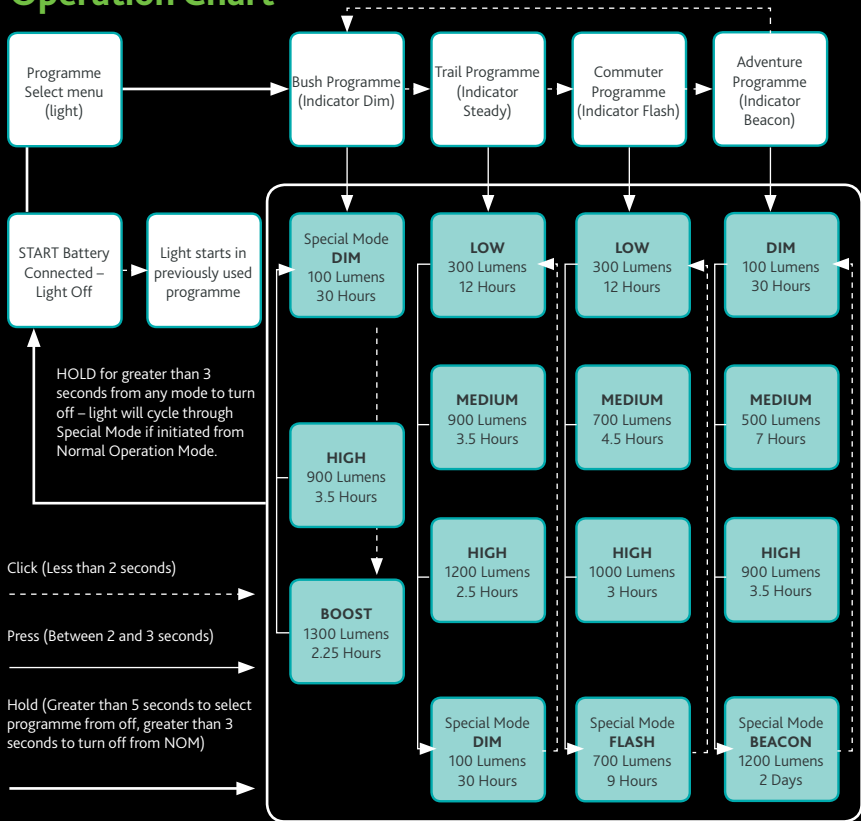 Operation Chart
Programme
Select menu
(light)
Bush Programme
(Indicator Dim)
Trail Programme
(Indicator
Steady)
Commuter
Programme
(Indicator Flash)
Adventure
Programme
(Indicator
Beacon)
START Battery
Connected –
Light Off
Light starts in
previously used
programme
HOLD for greater than 3
seconds from any mode to turn
off – light will cycle through
Special Mode if initiated from
Normal Operation Mode.
Click (Less than 2 seconds)
Press (Between 2 and 3 seconds)
Hold (Greater than 5 seconds to select
programme from off, greater than 3
seconds to turn off from NOM)
Special Mode
DIM
100 Lumens
30 Hours
HIGH
900 Lumens
3.5 Hours
BOOST
1300 Lumens
2.25 Hours
LOW
300 Lumens
12 Hours
MEDIUM
900 Lumens
3.5 Hours
HIGH
1200 Lumens
2.5 Hours
Special Mode
DIM
100 Lumens
30 Hours
LOW
300 Lumens
12 Hours
MEDIUM
700 Lumens
4.5 Hours
HIGH
1000 Lumens
3 Hours
Special Mode
FLASH
700 Lumens
9 Hours
DIM
100 Lumens
30 Hours
MEDIUM
500 Lumens
7 Hours
HIGH
900 Lumens
3.5 Hours
Special Mode
BEACON
1200 Lumens
2 Days